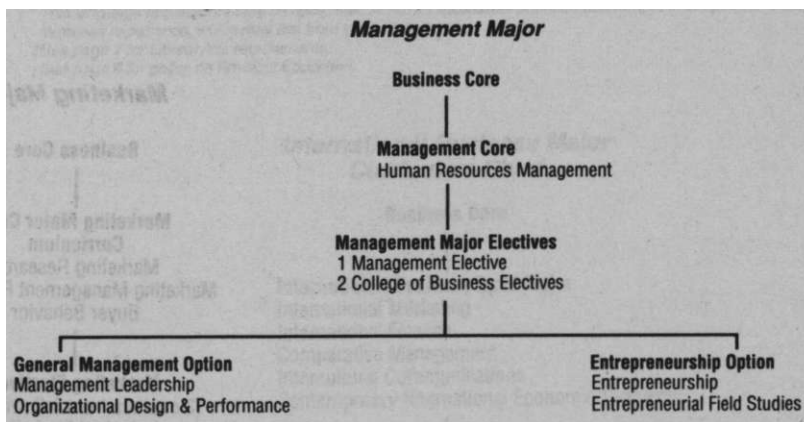 Management Major
Business Core
Management Core
Human Resources Management
Management Major Electives
1 Management Elective
2 College of Business Electives
General Management Option
Management Leadership
Organizational Design & Performance
Entrepreneurship Option
Entrepreneurship
Entrepreneurial Field Studies